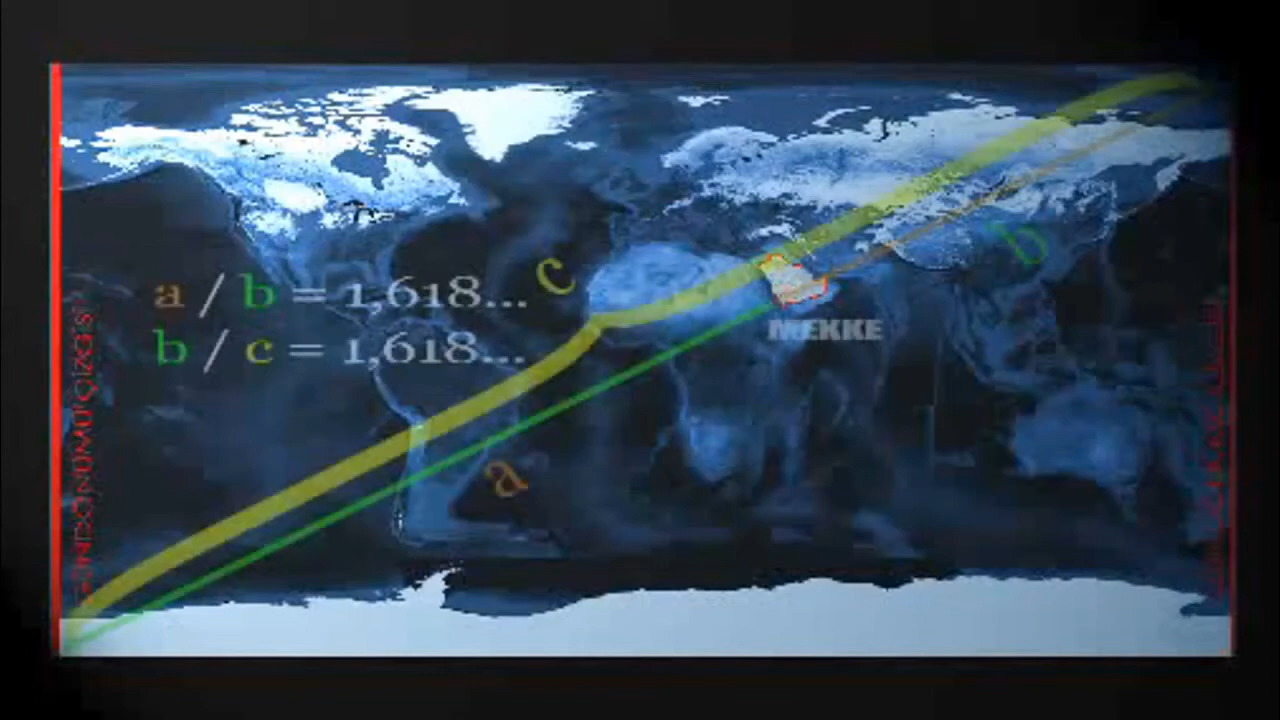 c
a / b = 1,618...
b / c = 1,618...
b
MEKKE
a